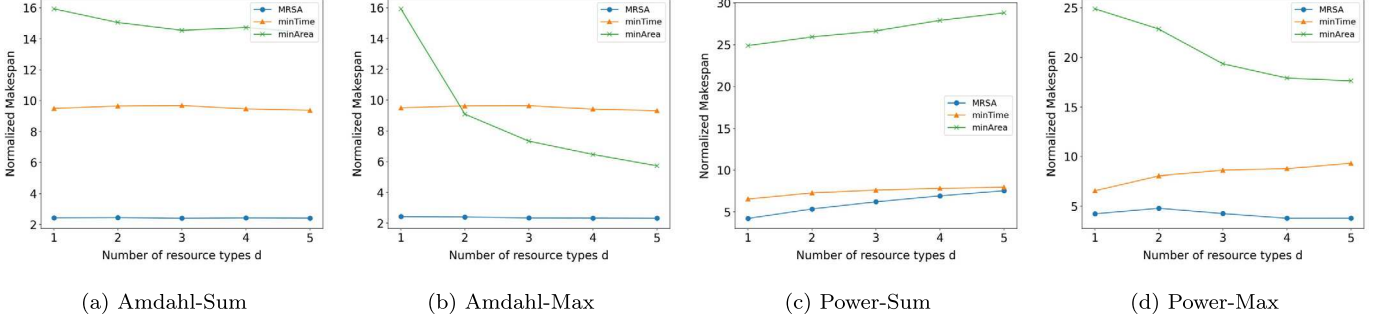 Normalized Makespan
16
14
12
10
8
6
4
2
MRSA
minTime
minArea
1 2 3 4 5
Number of resource types d
(a) Amdahl-Sum
Normalized Makespan
16
14
12
10
8
6
4
2
MRSA
minTime
minArea
1 2 3 4 5
Number of resource types d
(b) Amdahl-Max
Normalized Makespan
30
25
20
15
10
5
MRSA
minTime
minArea
1 2 3 4 5
Number of resource types d
(c) Power-Sum
Normalized Makespan
25
20
15
10
5
MRSA
minTime
minArea
1 2 3 4 5
Number of resource types d
(d) Power-Max